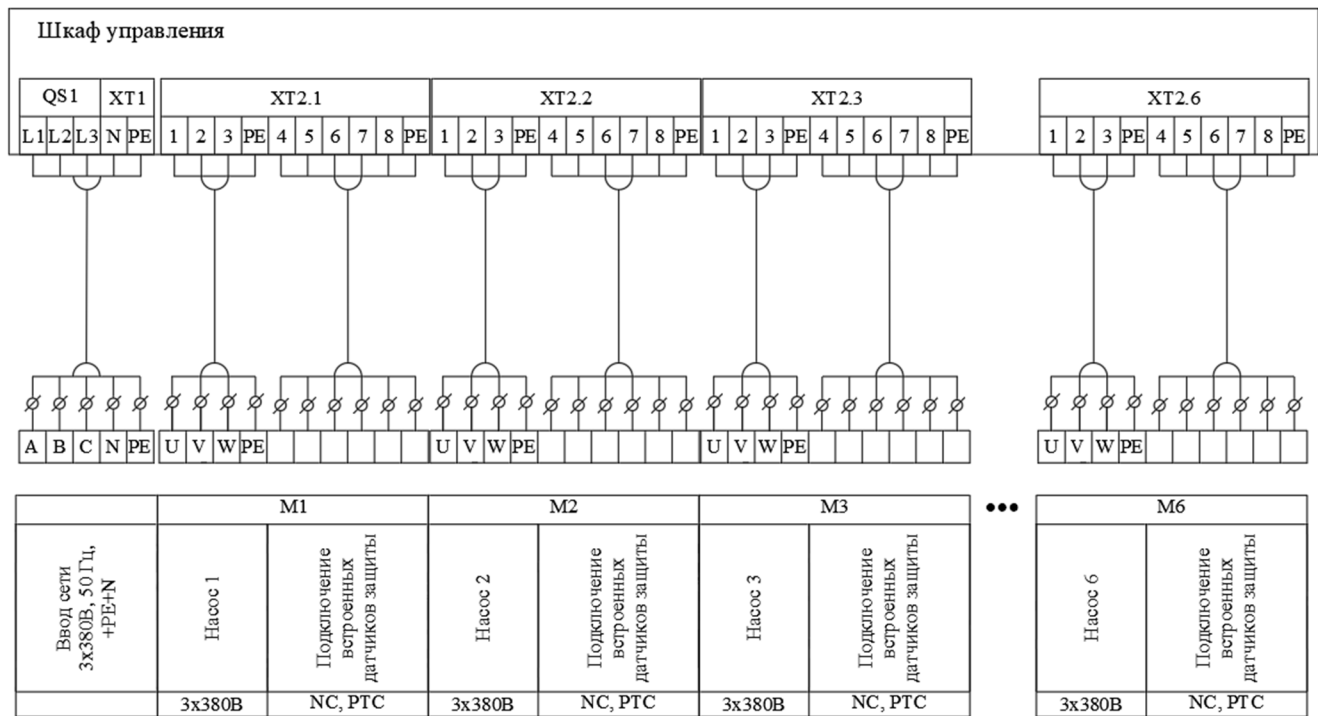 Шкаф управления
QS1 XT1 XT2.1 XT2.2 XT2.3 XT2.6
L1 L2 L3 N PE 1 2 3 PE 4 5 6 7 8 PE 1 2 3 PE 4 5 6 7 8 PE 1 2 3 PE 4 5 6 7 8 PE 1 2 3 PE 4 5 6 7 8 PE
A B C N PE U V W PE U V W PE U V W PE U V W PE
M1 M2 M3 ••• M6
Ввод сети
3х380В, 50 Гц,
+PE+N
Насос 1
Подключение
встроенных
датчиков защиты
Насос 2
Подключение
встроенных
датчиков защиты
Насос 3
Подключение
встроенных
датчиков защиты
Насос 6
Подключение
встроенных
датчиков защиты
3х380В NC, PTC 3х380В NC, PTC 3х380В NC, PTC 3х380В NC, PTC